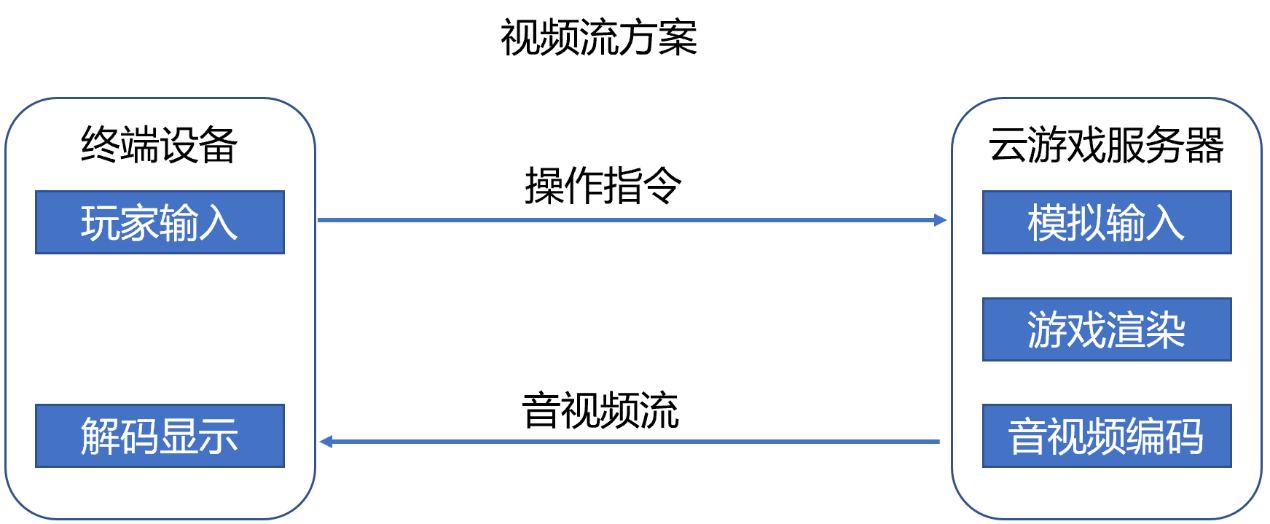 视频流方案
终端设备
玩家输入
解码显示
操作指令
音视频流
云游戏服务器
模拟输入
游戏渲染
音视频编码